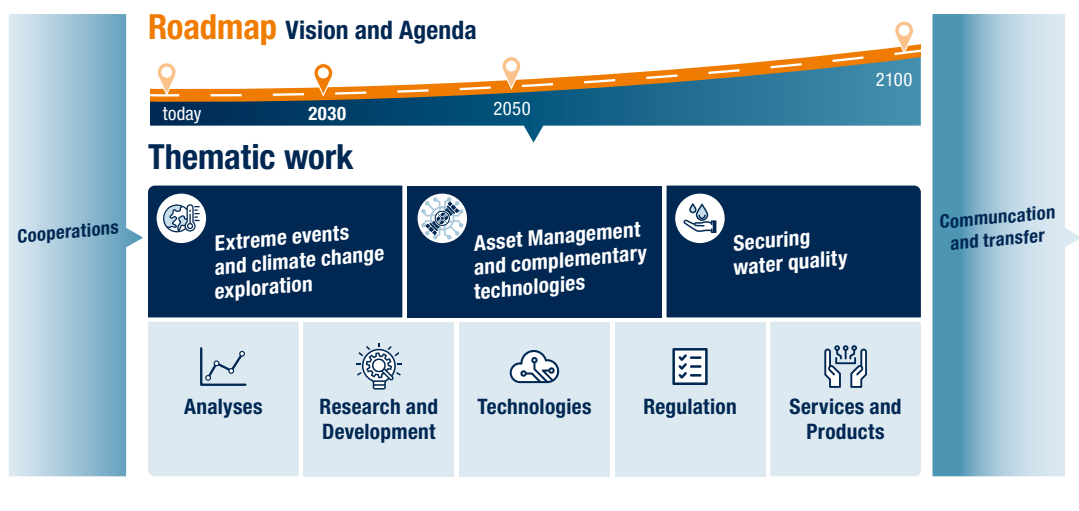 Roadmap Vision and Agenda
today
2030
2050
2100
Thematic work
Cooperations
Extreme events
and climate change
exploration
Asset Management
and complementary
technologies
Securing
water quality
Communcation
and transfer
Analyses
Research and
Development
Technologies
Regulation
Services and
Products